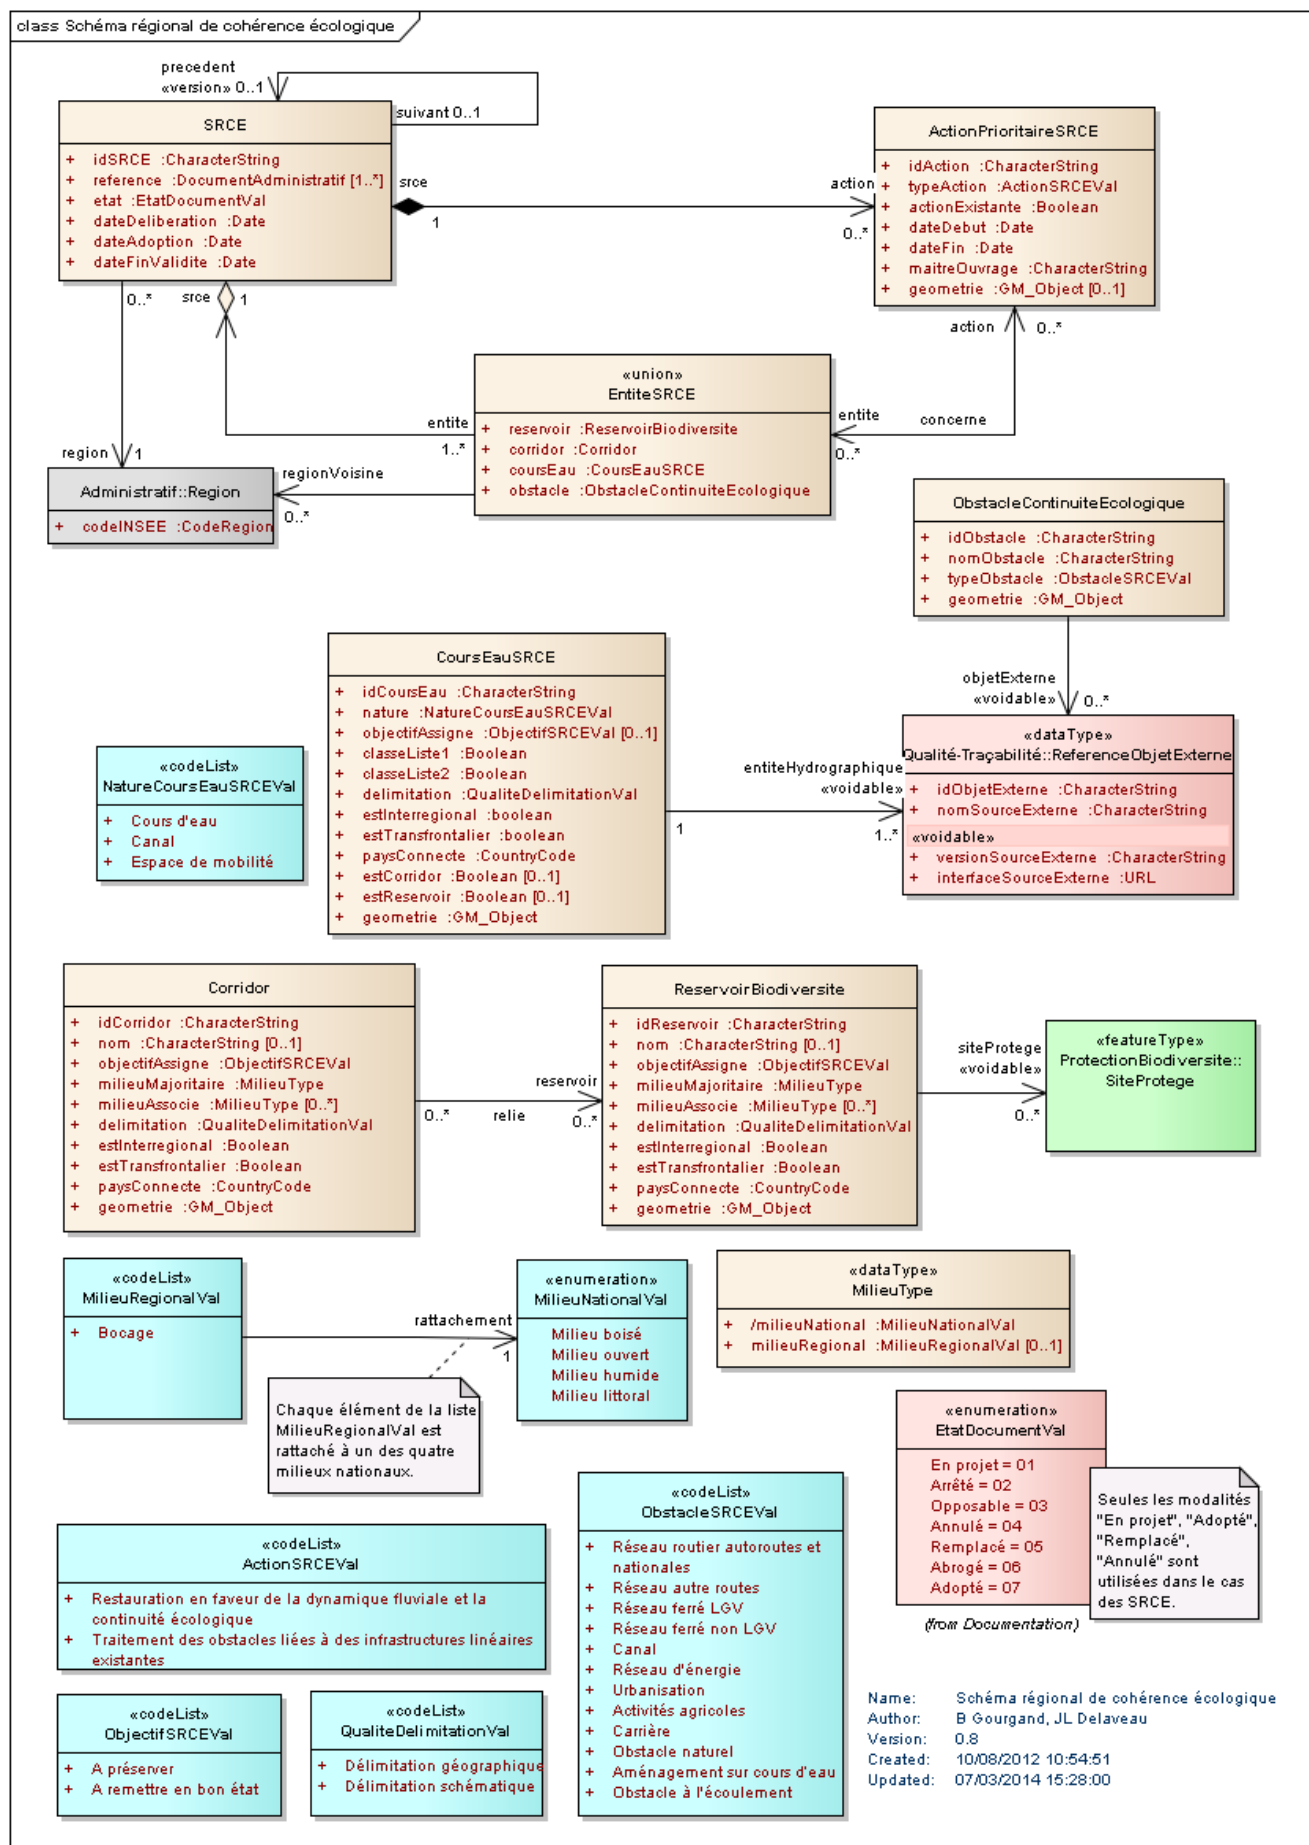 class Schéma régional de cohérence écologique
precedent
«version» 0..1
suivant 0..1
SRCE
+ idSRCE :CharacterString
+ reference :DocumentAdministratif [1..*]
+ etat :EtatDocumentVal
+ dateDeliberation :Date
+ dateAdoption :Date
+ dateFinValidite :Date
srce
1
action
0..*
ActionPrioritaireSRCE
+ idAction :CharacterString
+ typeAction :ActionSRCEVal
+ actionExistante :Boolean
+ dateDebut :Date
+ dateFin :Date
+ maitreOuvrage :CharacterString
+ geometrie :GM_Object [0..1]
0..*
srce
1
action
0..*
«union»
EntiteSRCE
+ reservoir :ReservoirBiodiversite
+ corridor :Corridor
+ coursEau :CoursEauSRCE
+ obstacle :ObstacleContinuiteEcologique
entite
1..*
entite
0..*
concerne
region
1
regionVoisine
0..*
Administratif::Region
+ codeINSEE :CodeRegion
ObstacleContinuiteEcologique
+ idObstacle :CharacterString
+ nomObstacle :CharacterString
+ typeObstacle :ObstacleSRCEVal
+ geometrie :GM_Object
objetExterne
«voidable»
0..*
CoursEauSRCE
+ idCoursEau :CharacterString
+ nature :NatureCoursEauSRCEVal
+ objectifAssigne :ObjectifSRCEVal [0..1]
+ classeListe1 :Boolean
+ classeListe2 :Boolean
+ delimitation :QualiteDelimitationVal
+ estInterregional :boolean
+ estTransfrontalier :boolean
+ paysConnecte :CountryCode
+ estCorridor :Boolean [0..1]
+ estReservoir :Boolean [0..1]
+ geometrie :GM_Object
«codeList»
NatureCoursEauSRCEVal
+ Cours d'eau
+ Canal
+ Espace de mobilité
entiteHydrographique
«voidable»
1
1..*
«dataType»
Qualité-Traçabilité::ReferenceObjetExterne
+ idObjetExterne :CharacterString
+ nomSourceExterne :CharacterString
«voidable»
+ versionSourceExterne :CharacterString
+ interfaceSourceExterne :URL
Corridor
+ idCorridor :CharacterString
+ nom :CharacterString [0..1]
+ objectifAssigne :ObjectifSRCEVal
+ milieuMajoritaire :MilieuType
+ milieuAssocie :MilieuType [0..*]
+ delimitation :QualiteDelimitationVal
+ estInterregional :Boolean
+ estTransfrontalier :Boolean
+ paysConnecte :CountryCode
+ geometrie :GM_Object
reservoir
0..*
relie
0..*
ReservoirBiodiversite
+ idReservoir :CharacterString
+ nom :CharacterString [0..1]
+ objectifAssigne :ObjectifSRCEVal
+ milieuMajoritaire :MilieuType
+ milieuAssocie :MilieuType [0..*]
+ delimitation :QualiteDelimitationVal
+ estInterregional :Boolean
+ estTransfrontalier :Boolean
+ paysConnecte :CountryCode
+ geometrie :GM_Object
siteProtege
«voidable»
0..*
«featureType»
ProtectionBiodiversite::
SiteProtege
«codeList»
MilieuRegionalVal
+ Bocage
rattachement
1
«enumeration»
MilieuNationalVal
Milieu boisé
Milieu ouvert
Milieu humide
Milieu littoral
«dataType»
MilieuType
+ /milieuNational :MilieuNationalVal
+ milieuRegional :MilieuRegionalVal [0..1]
Chaque élément de la liste
MilieuRegionalVal est
rattaché à un des quatre
milieux nationaux.
«enumeration»
EtatDocumentVal
En projet = 01
Arrêté = 02
Opposable = 03
Annulé = 04
Remplacé = 05
Abrogé = 06
Adopté = 07
(from Documentation)
Seules les modalités
"En projet", "Adopté",
"Remplacé",
"Annulé" sont
utilisées dans le cas
des SRCE.
«codeList»
ActionSRCEVal
+ Restauration en faveur de la dynamique fluviale et la
continuité écologique
+ Traitement des obstacles liées à des infrastructures linéaires
existantes
«codeList»
ObstacleSRCEVal
+ Réseau routier autoroutes et
nationales
+ Réseau autre routes
+ Réseau ferré LGV
+ Réseau ferré non LGV
+ Canal
+ Réseau d'énergie
+ Urbanisation
+ Activités agricoles
+ Carrière
+ Obstacle naturel
+ Aménagement sur cours d'eau
+ Obstacle à l'écoulement
«codeList»
ObjectifSRCEVal
+ A préserver
+ A remettre en bon état
«codeList»
QualiteDelimitationVal
+ Délimitation géographique
+ Délimitation schématique
Name: Schéma régional de cohérence écologique
Author: B Gourgand, JL Delaveau
Version: 0.8
Created: 10/08/2012 10:54:51
Updated: 07/03/2014 15:28:00